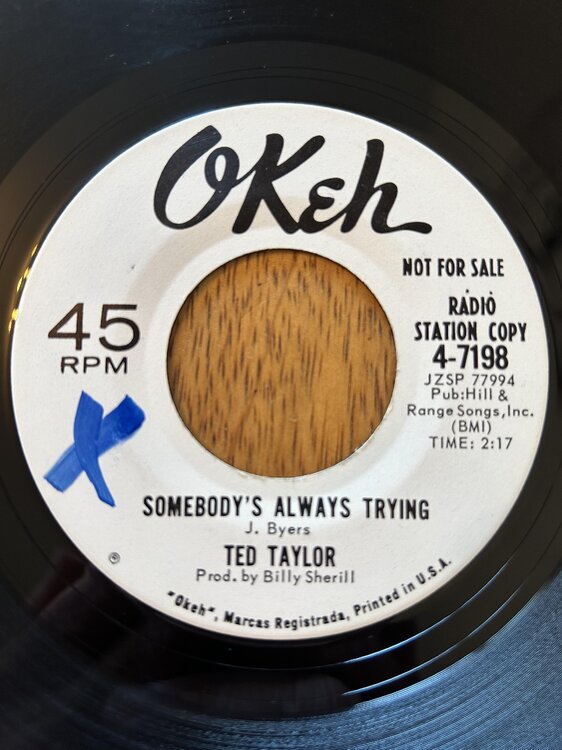 OKeh
NOT FOR SALE
45
RPM
RADIO
STATION COPY
4-7198
JZSP 77994
Pub:Hill &
Range Songs, Inc.
(BMI)
TIME: 2:17
X
SOMEBODY'S ALWAYS TRYING
J. Byers
TED TAYLOR
Prod. by Billy Sherill
℗
"Okeh", Marcas Registrada, Printed in U.S.A.